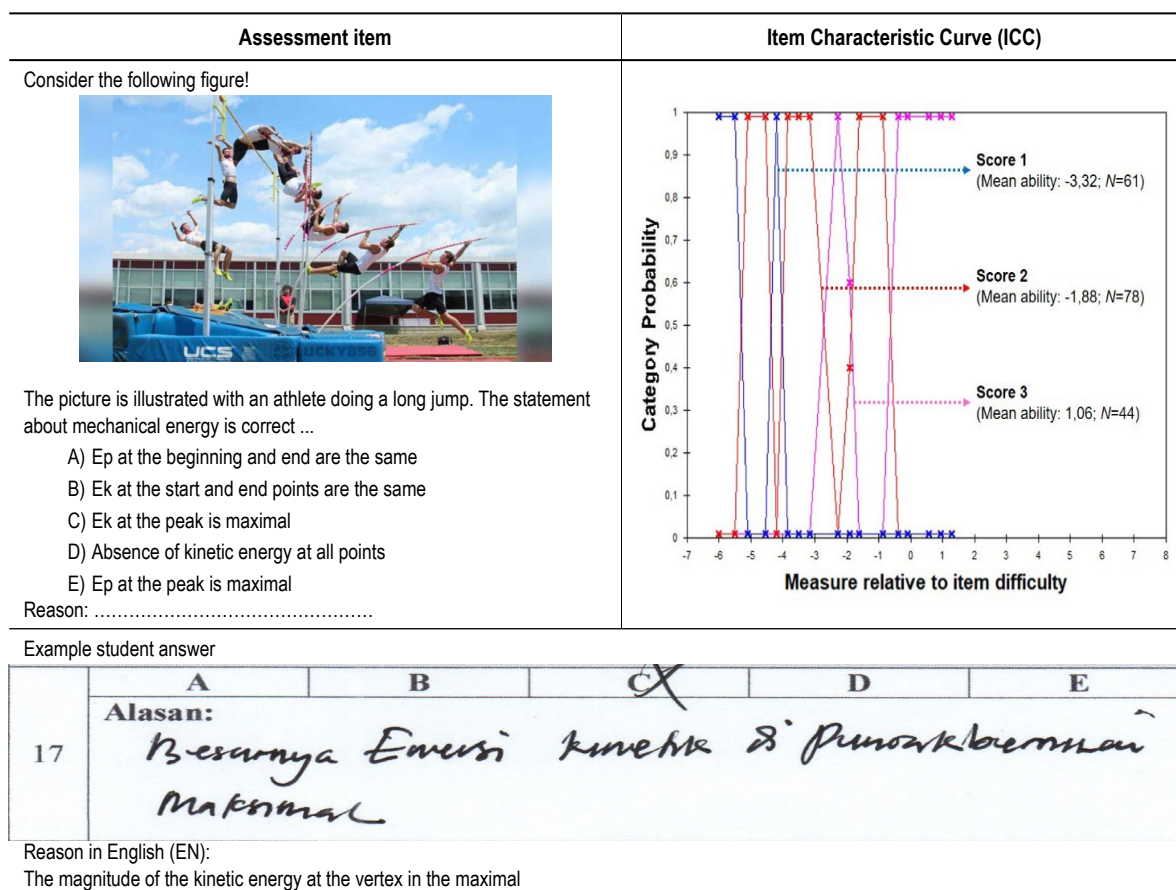 Assessment item
Item Characteristic Curve (ICC)
Consider the following figure!
UCS
LUCKY856
The picture is illustrated with an athlete doing a long jump. The statement
about mechanical energy is correct ...
A) Ep at the beginning and end are the same
B) Ek at the start and end points are the same
C) Ek at the peak is maximal
D) Absence of kinetic energy at all points
E) Ep at the peak is maximal
Reason: ……………………………………………
Category Probability
1
0,9
0,8
0,7
0,6
0,5
0,4
0,3
0,2
0,1
0
-7 -6 -5 -4 -3 -2 -1 0 1 2 3 4 5 6 7 8
Measure relative to item difficulty
Score 1
(Mean ability: -3,32; N=61)
Score 2
(Mean ability: -1,88; N=78)
Score 3
(Mean ability: 1,06; N=44)
Example student answer
A B C D E
17
Alasan:
Besarnya Energi kinetik di Puncak bernilai
Maksimal
Reason in English (EN):
The magnitude of the kinetic energy at the vertex in the maximal